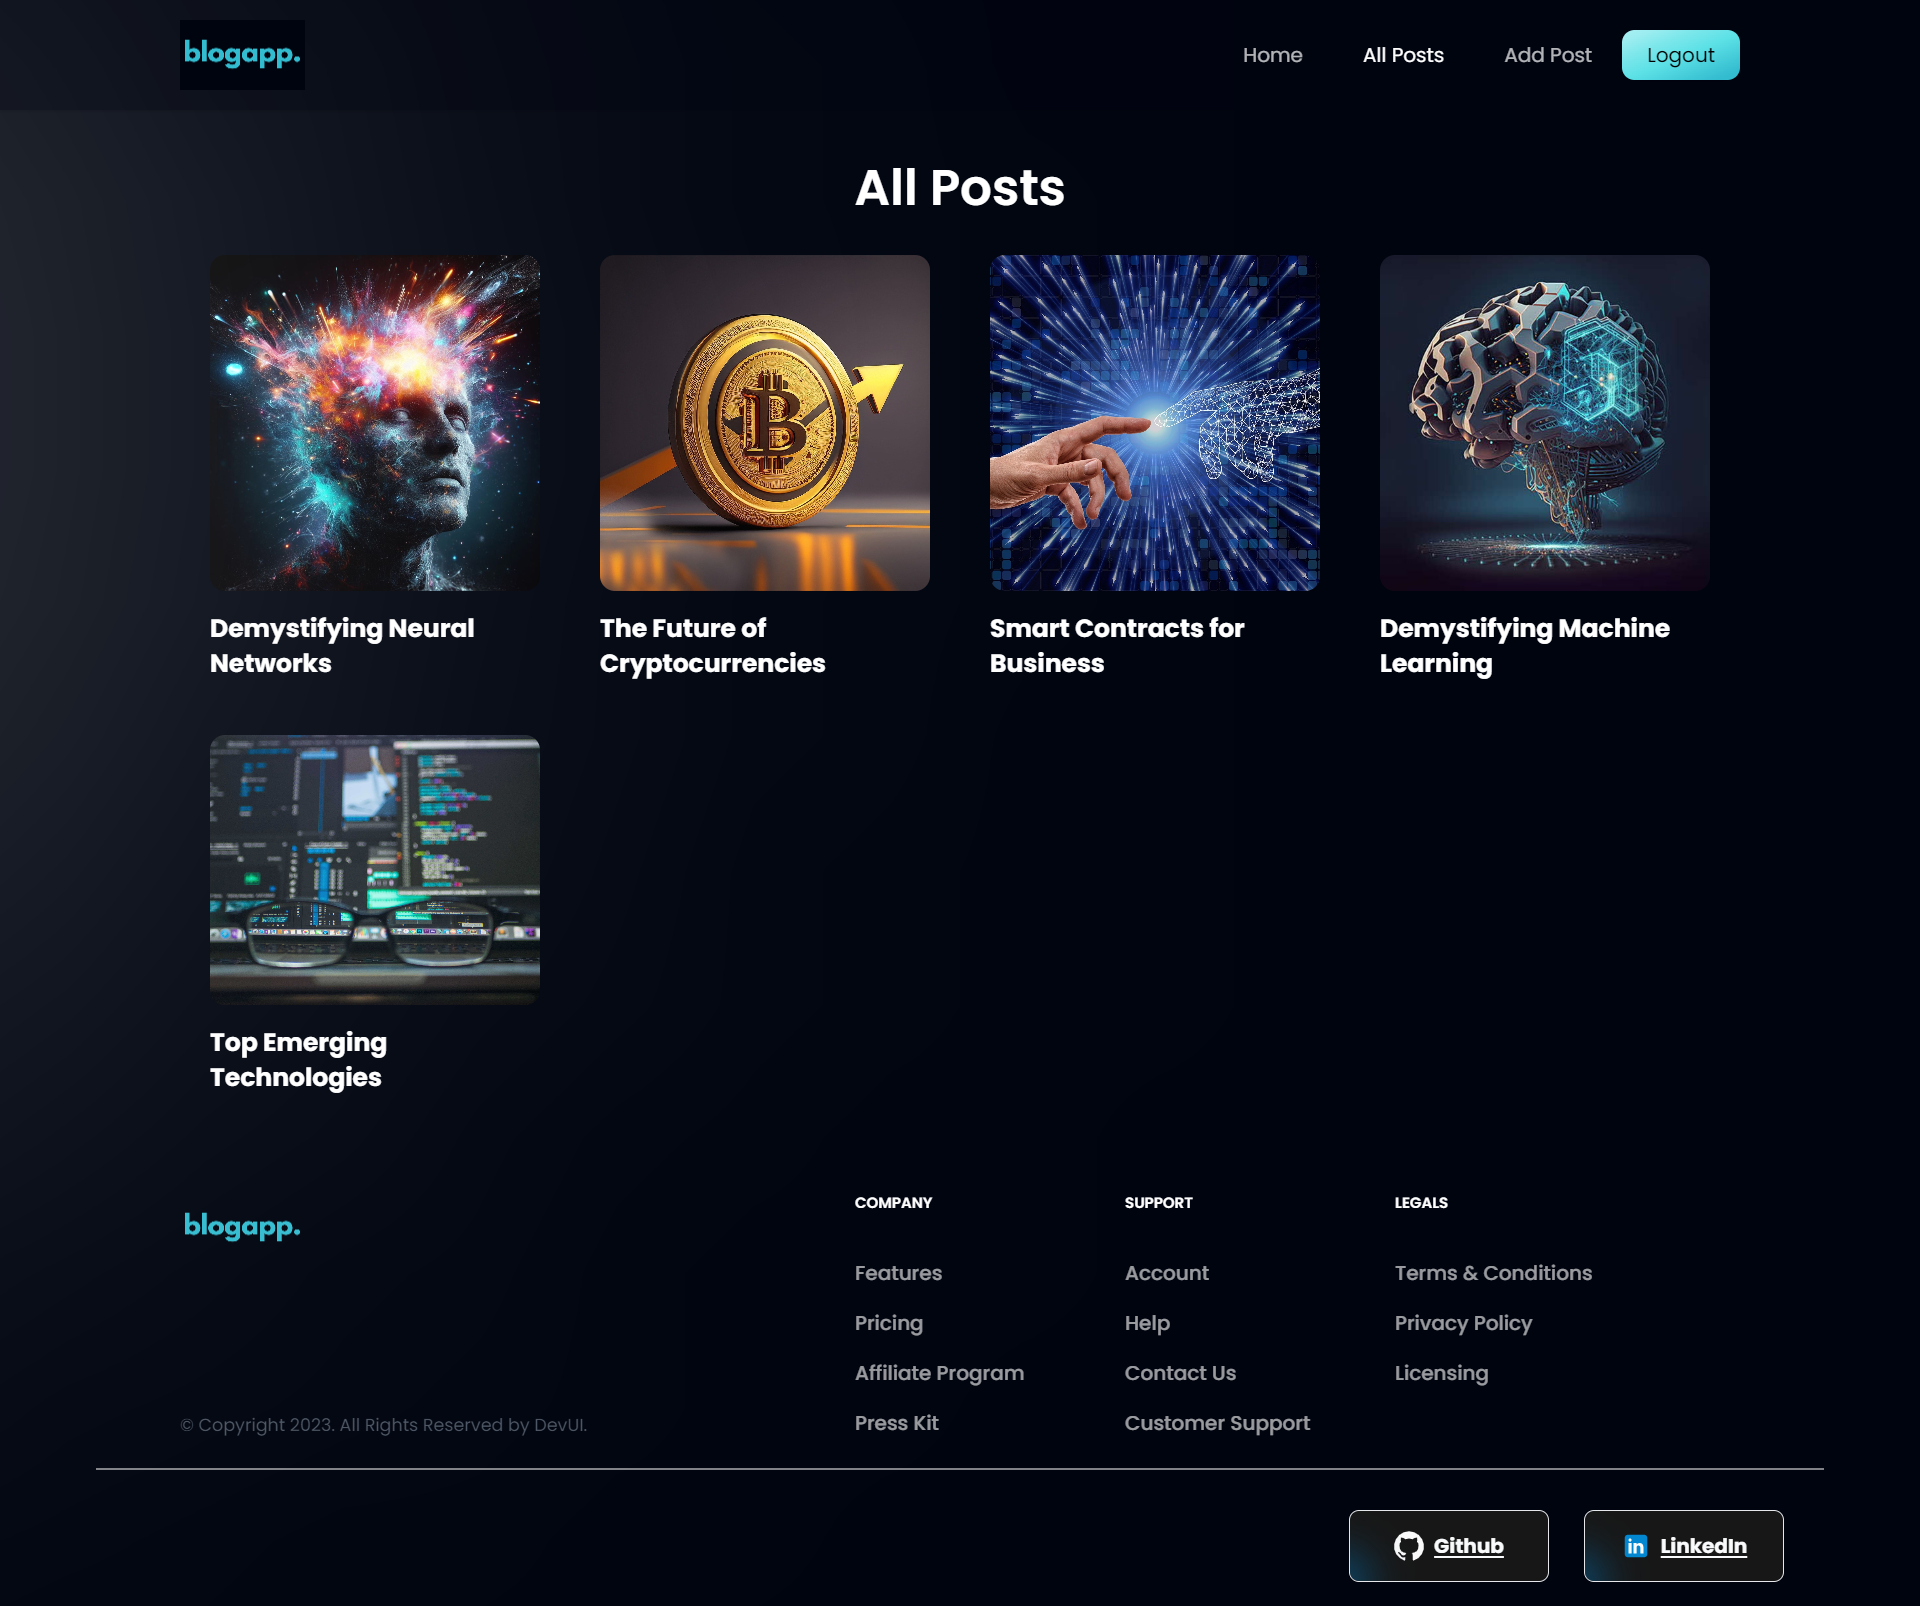 blogapp.
Home
All Posts
Add Post
Logout
All Posts
Demystifying Neural
Networks
The Future of
Cryptocurrencies
Smart Contracts for
Business
Demystifying Machine
Learning
Top Emerging
Technologies
blogapp.
© Copyright 2023. All Rights Reserved by DevUI.
COMPANY
Features
Pricing
Affiliate Program
Press Kit
SUPPORT
Account
Help
Contact Us
Customer Support
LEGALS
Terms & Conditions
Privacy Policy
Licensing
Github
LinkedIn